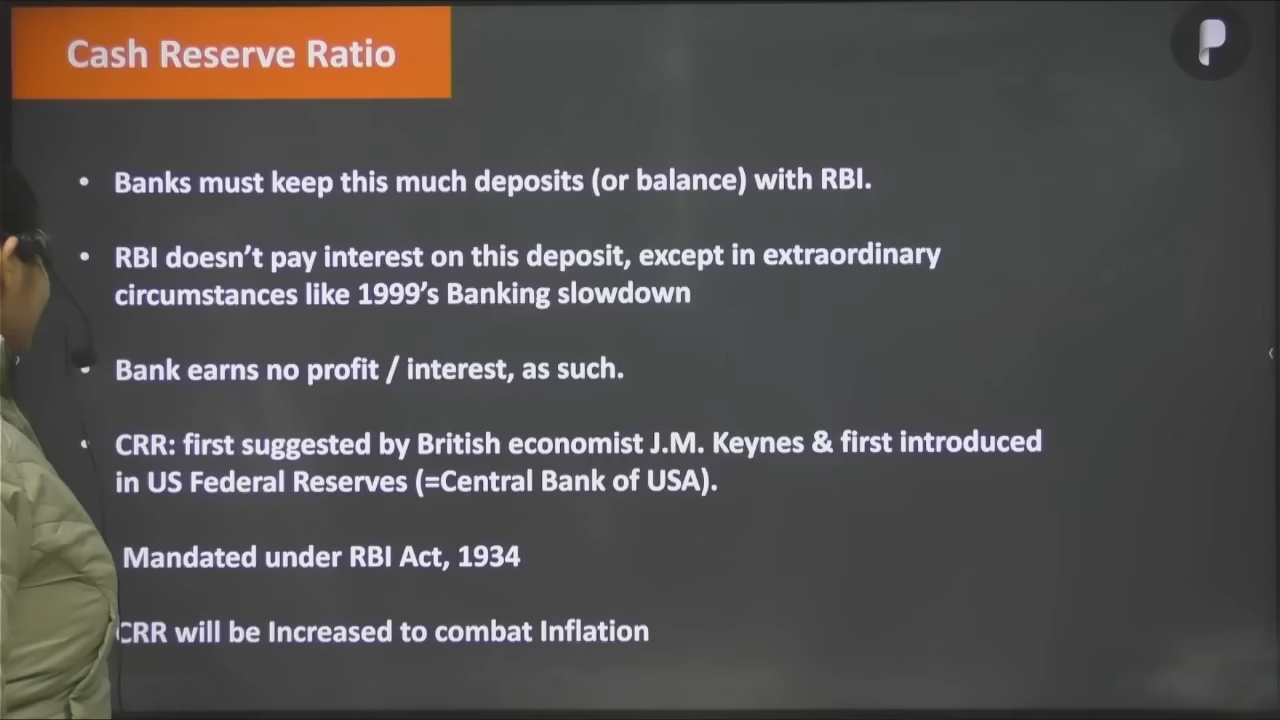 Cash Reserve Ratio
• Banks must keep this much deposits (or balance) with RBI.
• RBI doesn’t pay interest on this deposit, except in extraordinary
circumstances like 1999’s Banking slowdown
• Bank earns no profit / interest, as such.
• CRR: first suggested by British economist J.M. Keynes & first introduced
in US Federal Reserves (=Central Bank of USA).
Mandated under RBI Act, 1934
CRR will be Increased to combat Inflation